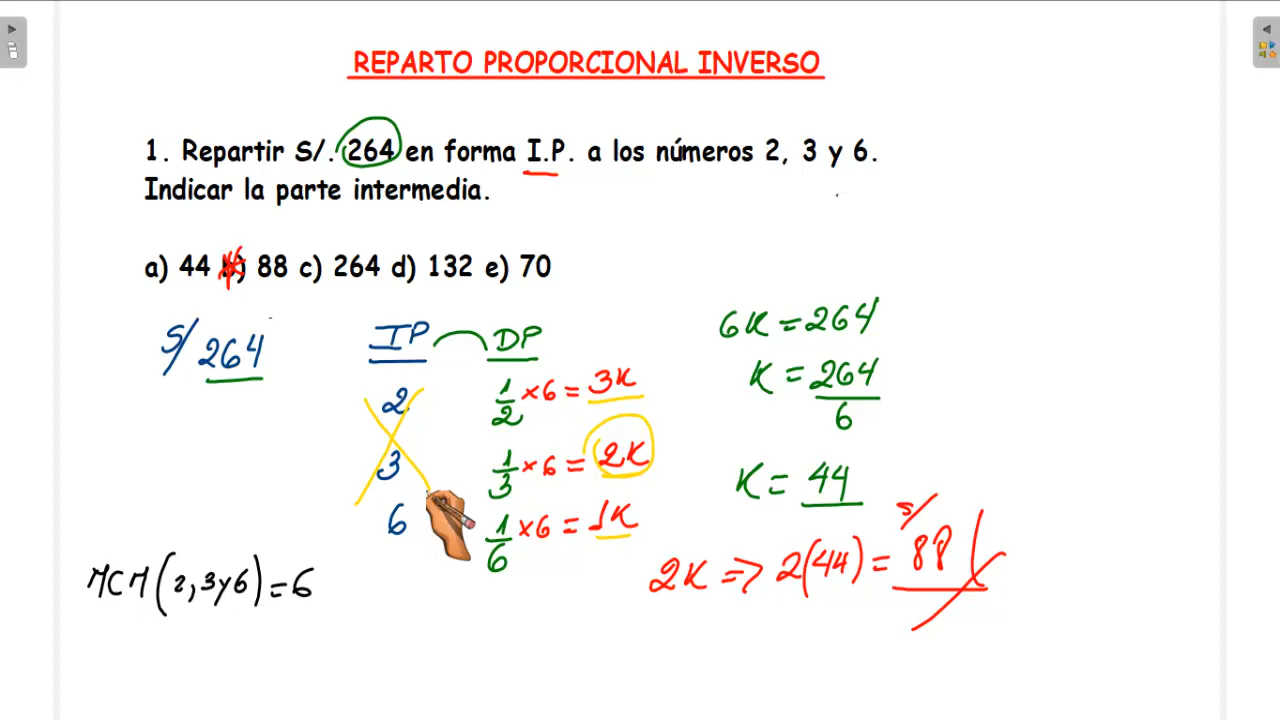 REPARTO PROPORCIONAL INVERSO
1. Repartir S/. 264 en forma I.P. a los números 2, 3 y 6.
Indicar la parte intermedia.
a) 44 b) 88 c) 264 d) 132 e) 70
S/ 264
IP DP
2 1/2 ×6 = 3K
3 1/3 ×6 = 2K
6 1/6 ×6 = 1K
MCM(2,3y6)=6
6K = 264
K = 264/6
K = 44
2K => 2(44) = S/ 88